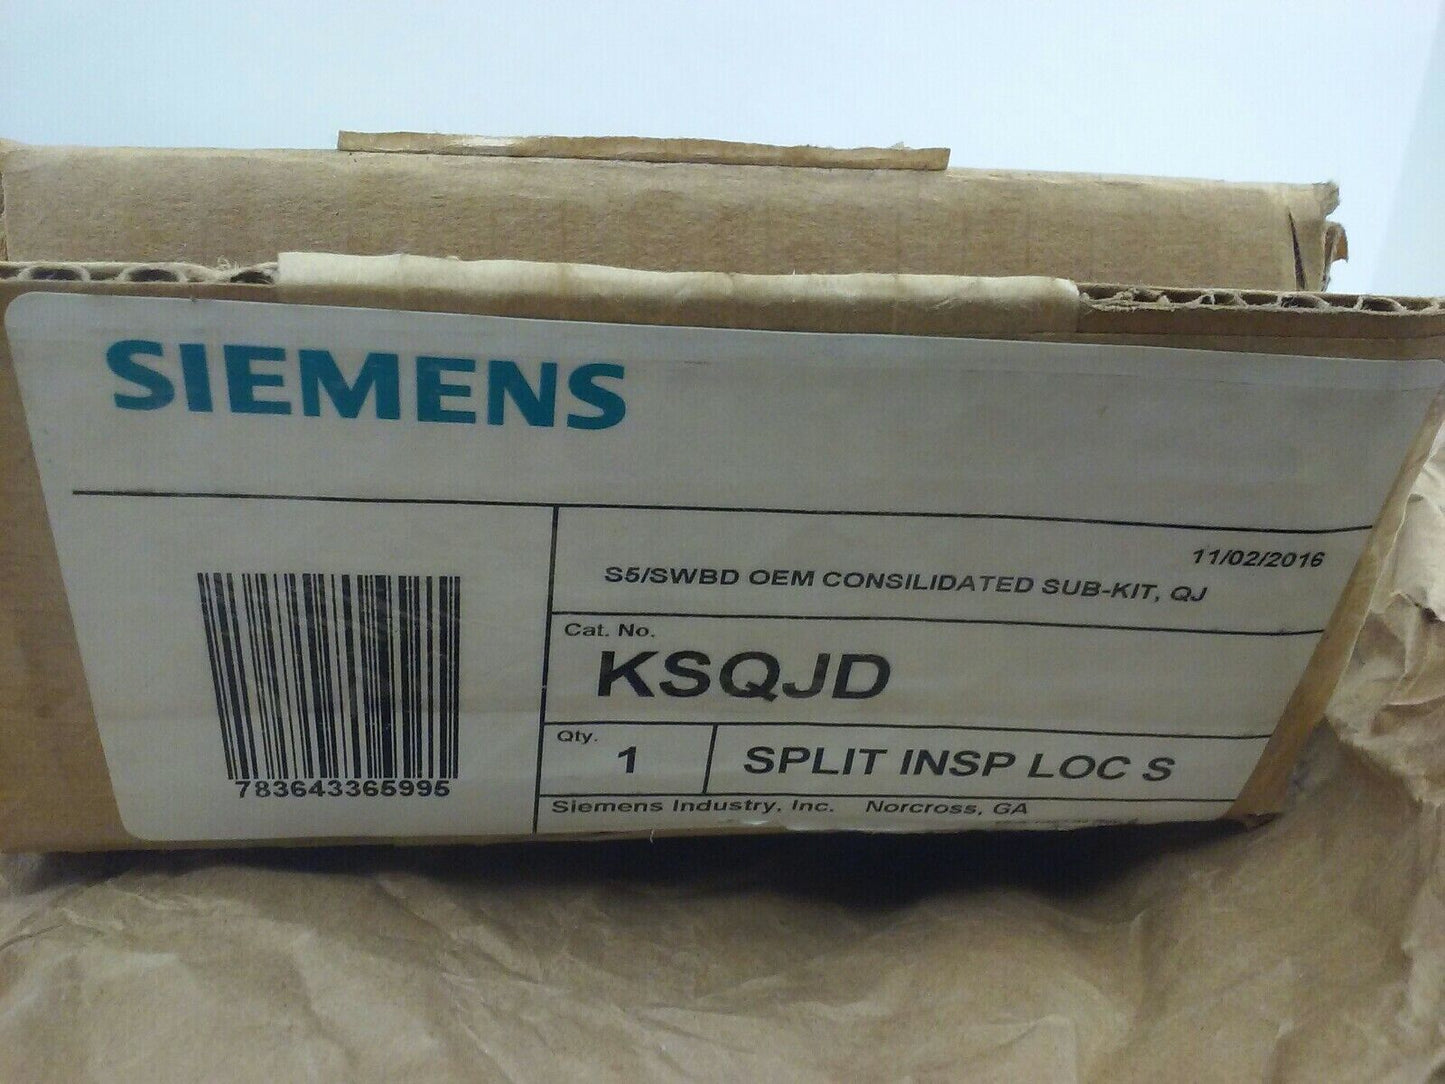 SIEMENS
11/02/2016
S5/SWBD OEM CONSILIDATED SUB-KIT, QJ
Cat. No.
KSQJD
Qty.
1
SPLIT INSP LOC S
783643365995
Siemens Industry, Inc. Norcross, GA